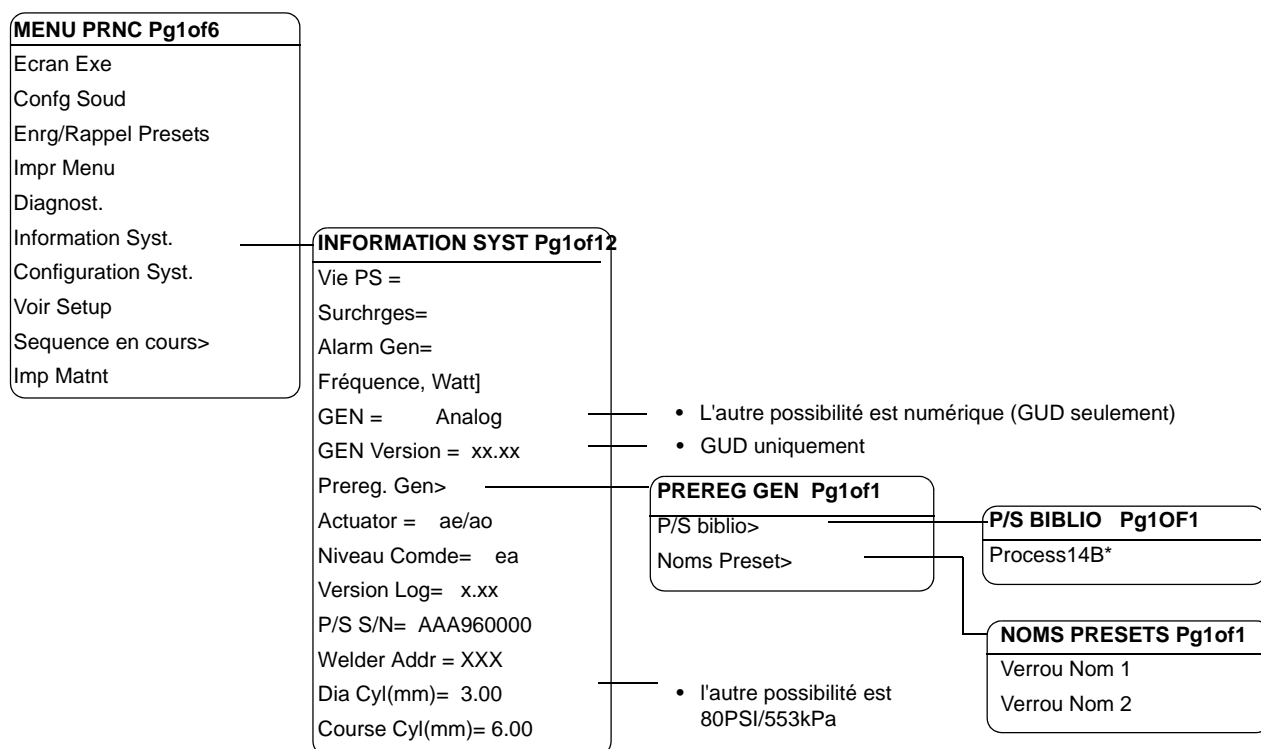 MENU PRNC Pg1of6
Ecran Exe
Confg Soud
Enrg/Rappel Presets
Impr Menu
Diagnost.
Information Syst.
Configuration Syst.
Voir Setup
Sequence en cours>
Imp Matnt
INFORMATION SYST Pg1of12
Vie PS =
Surchrges=
Alarm Gen=
Fréquence, Watt]
GEN = Analog
• L'autre possibilité est numérique (GUD seulement)
GEN Version = xx.xx
• GUD uniquement
Prereg. Gen>
Actuator = ae/ao
Niveau Comde= ea
Version Log= x.xx
P/S S/N= AAA960000
Welder Addr = XXX
Dia Cyl(mm)= 3.00
• l'autre possibilité est
80PSI/553kPa
Course Cyl(mm)= 6.00
PREREG GEN Pg1of1
P/S biblio>
Noms Preset>
P/S BIBLIO Pg1OF1
Process14B*
NOMS PRESETS Pg1of1
Verrou Nom 1
Verrou Nom 2